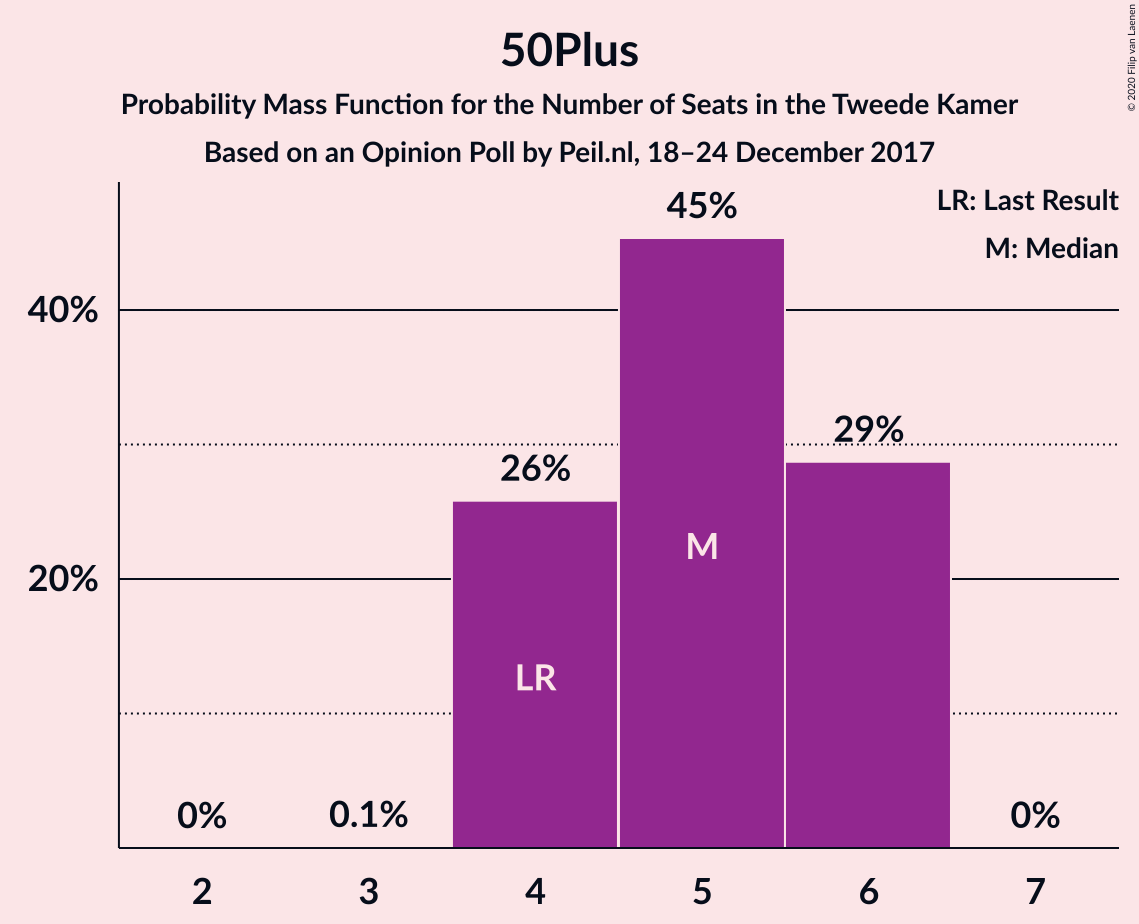 50Plus
Probability Mass Function for the Number of Seats in the Tweede Kamer
Based on an Opinion Poll by Peil.nl, 18–24 December 2017
© 2020 Filip van Laenen
LR: Last Result
M: Median
45%
40%
29%
26%
M
20%
LR
0%
0.1%
0%
2 3 4 5 6 7